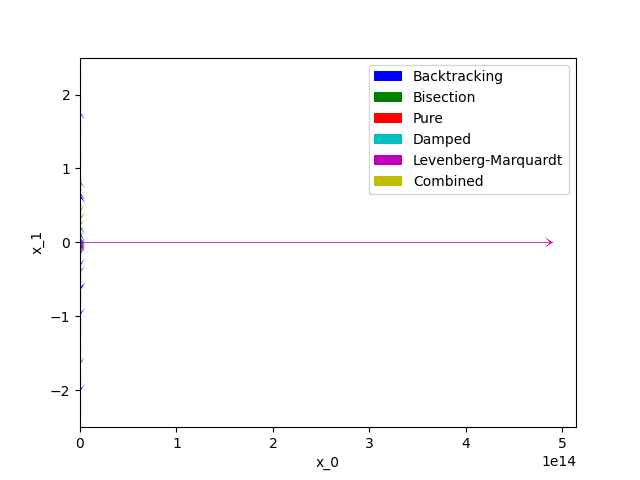 Backtracking
Bisection
Pure
Damped
Levenberg-Marquardt
Combined
2
1
0
−1
−2
x_1
0 1 2 3 4 5
1e14
x_0